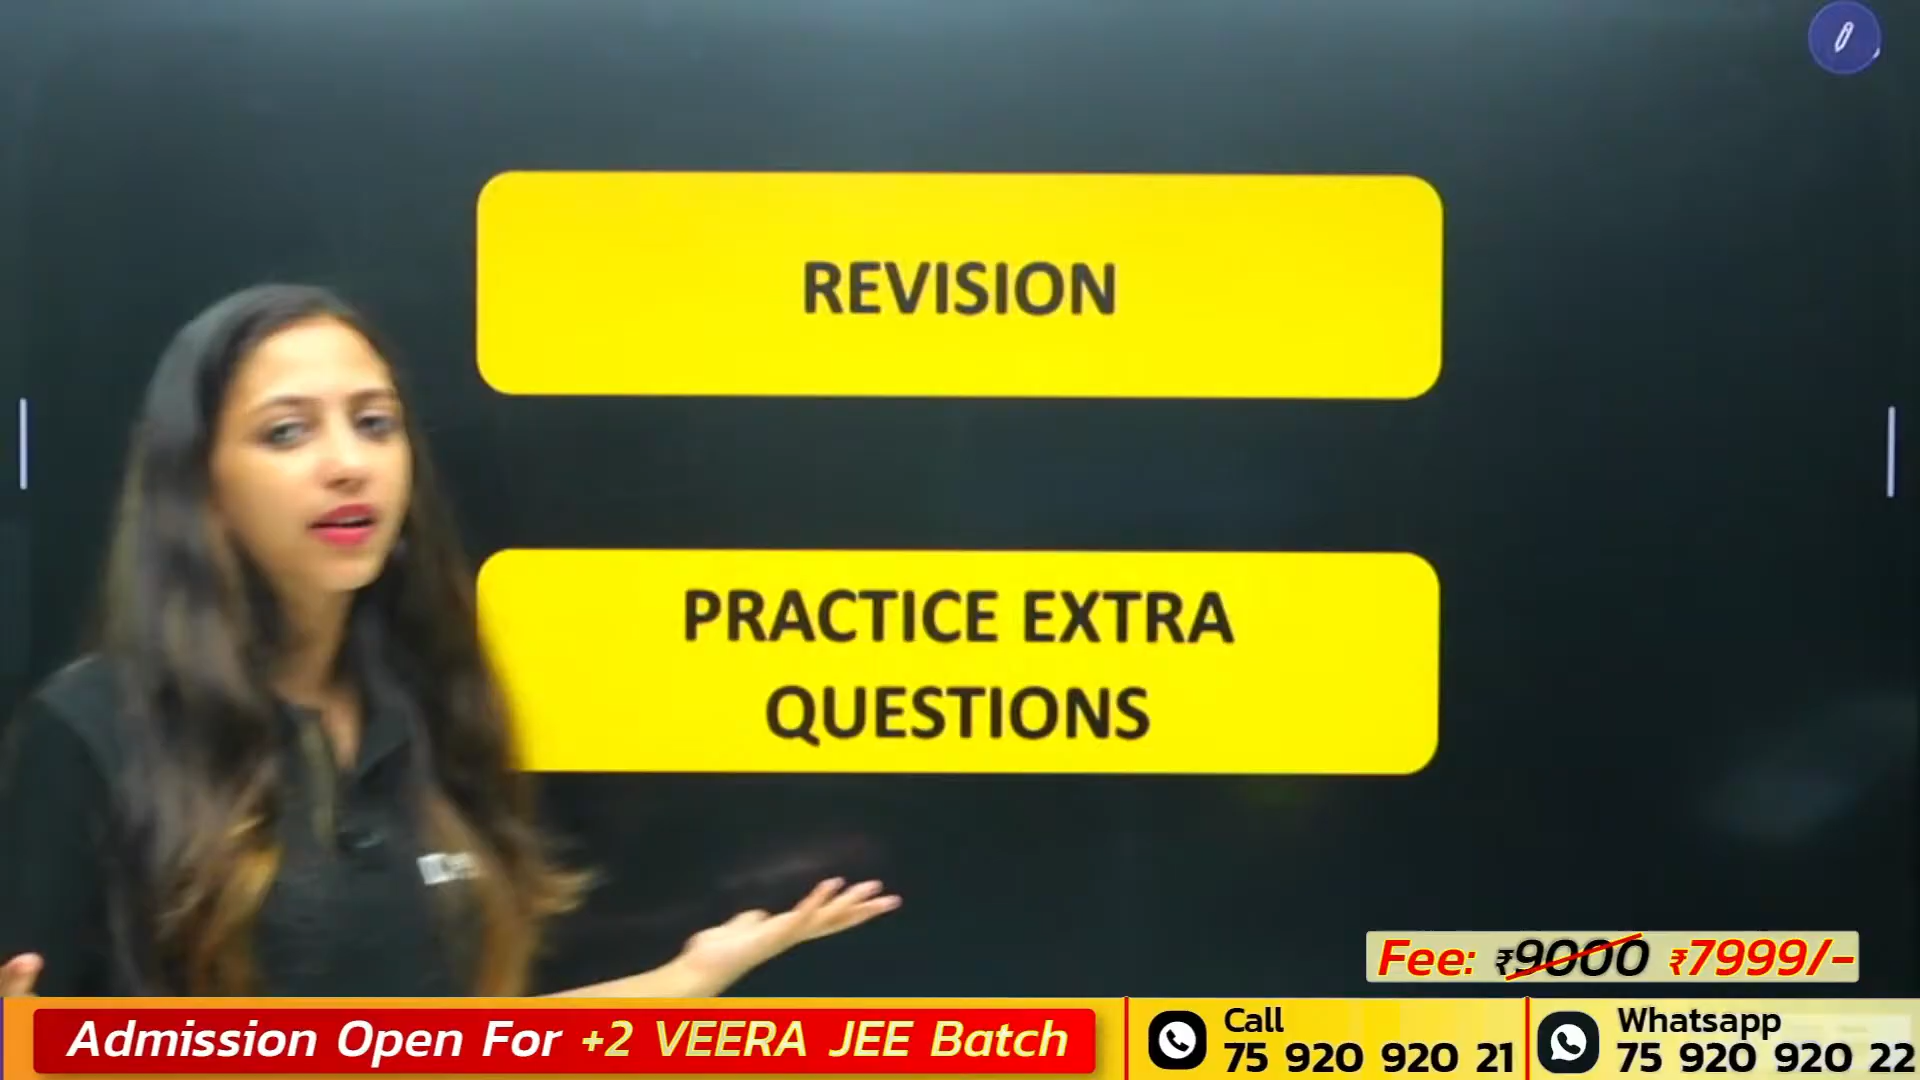 REVISION
PRACTICE EXTRA
QUESTIONS
Fee: ₹9000 ₹7999/-
Admission Open For +2 VEERA JEE Batch
Call
75 920 920 21
Whatsapp
75 920 920 22